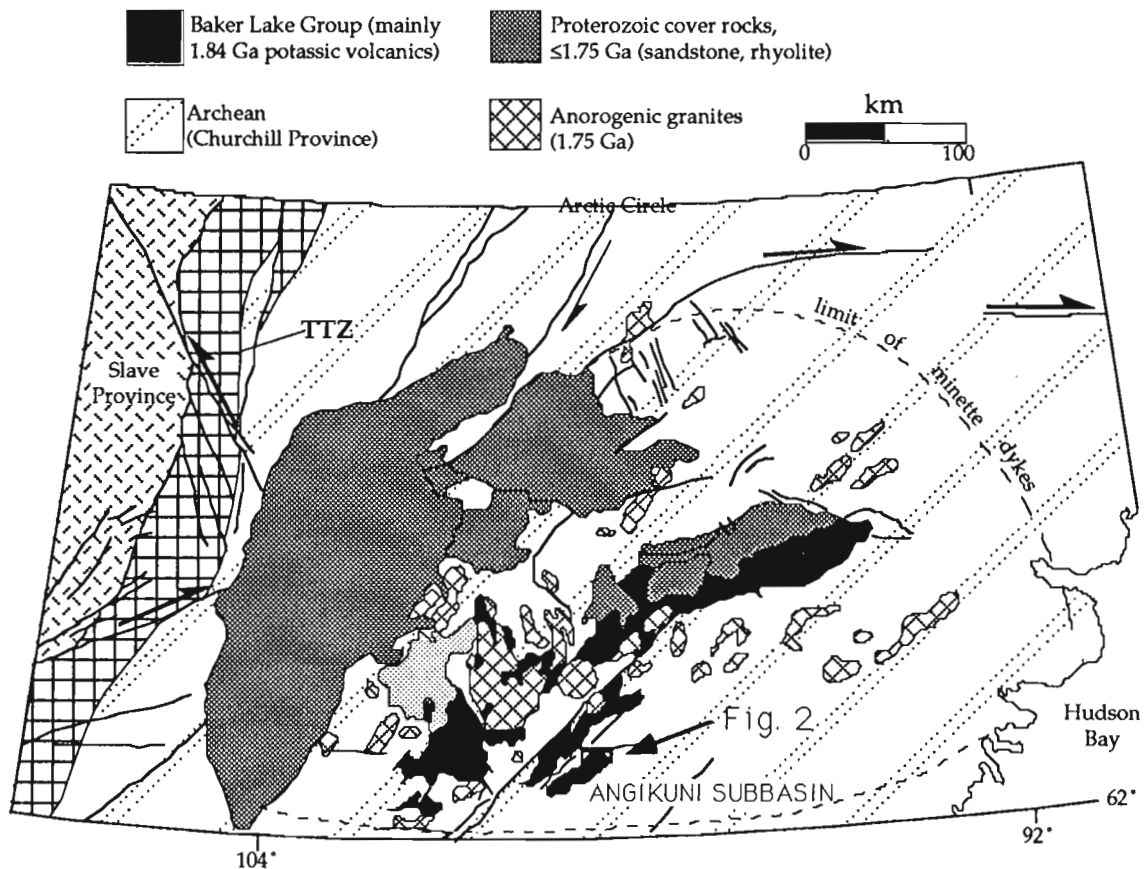 Baker Lake Group (mainly
1.84 Ga potassic volcanics)
Proterozoic cover rocks,
≤1.75 Ga (sandstone, rhyolite)
Archean
(Churchill Province)
Anorogenic granites
(1.75 Ga)
km
0 100
Arctic Circle
TTZ
Slave
Province
limit of minette dykes
Fig. 2
Hudson
Bay
ANGIKUNI SUBBASIN
62°
104°
92°